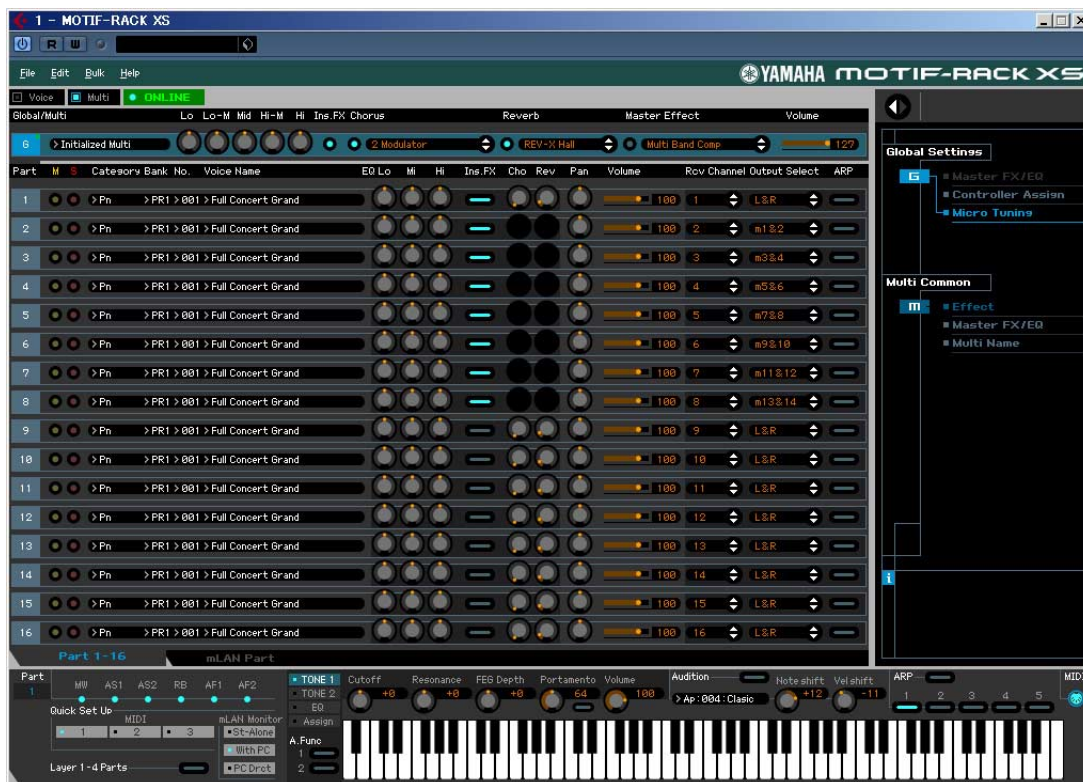 1 - MOTIF-RACK XS
R W
File Edit Bulk Help
YAMAHA MOTIF-RACK XS
Voice Multi ONLINE
Global/Multi Lo Lo-M Mid Hi-M Hi Ins.FX Chorus Reverb Master Effect Volume
G > Initialized Multi 2 Modulator REV-X Hall Multi Band Comp 127
Part M S Category Bank No. Voice Name EQ Lo Mi Hi Ins.FX Cho Rev Pan Volume Rcv Channel Output Select ARP
1 > Pn > PR1 > 001 > Full Concert Grand 100 1 L&R
2 > Pn > PR1 > 001 > Full Concert Grand 100 2 m1&2
3 > Pn > PR1 > 001 > Full Concert Grand 100 3 m3&4
4 > Pn > PR1 > 001 > Full Concert Grand 100 4 m5&6
5 > Pn > PR1 > 001 > Full Concert Grand 100 5 m7&8
6 > Pn > PR1 > 001 > Full Concert Grand 100 6 m9&10
7 > Pn > PR1 > 001 > Full Concert Grand 100 7 m11&12
8 > Pn > PR1 > 001 > Full Concert Grand 100 8 m13&14
9 > Pn > PR1 > 001 > Full Concert Grand 100 9 L&R
10 > Pn > PR1 > 001 > Full Concert Grand 100 10 L&R
11 > Pn > PR1 > 001 > Full Concert Grand 100 11 L&R
12 > Pn > PR1 > 001 > Full Concert Grand 100 12 L&R
13 > Pn > PR1 > 001 > Full Concert Grand 100 13 L&R
14 > Pn > PR1 > 001 > Full Concert Grand 100 14 L&R
15 > Pn > PR1 > 001 > Full Concert Grand 100 15 L&R
16 > Pn > PR1 > 001 > Full Concert Grand 100 16 L&R
Part 1-16 mLAN Part
Global Settings
G Master FX/EQ
Controller Assign
Micro Tuning
Multi Common
m Effect
Master FX/EQ
Multi Name
i
Part
1
MW AS1 AS2 RB AF1 AF2
Quick Set Up
MIDI mLAN Monitor
1 2 3 St-Alone
With PC
Layer 1-4 Parts PC Drct
TONE 1
TONE 2
EQ
Assign
A.Func
1
2
Cutoff Resonance FEG Depth Portamento Volume
+0 +0 +0 64 100
Audition Note shift Vel shift
> Ap:004:Clasic +12 -11
ARP MIDI
1 2 3 4 5